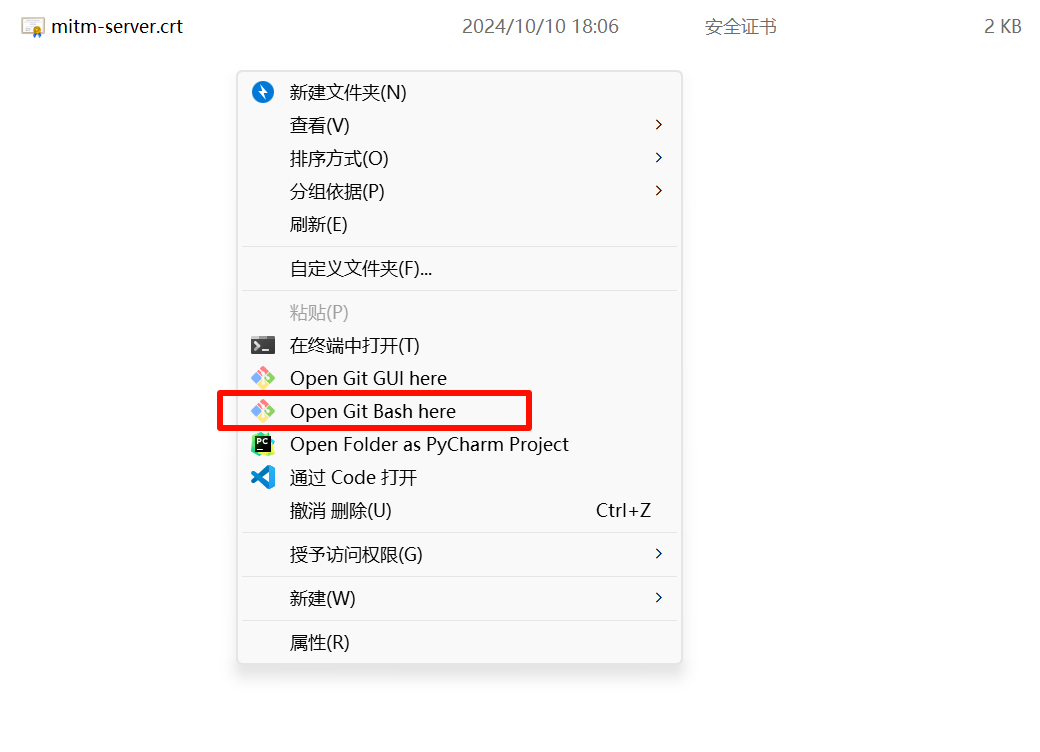 mitm-server.crt 2024/10/10 18:06 安全证书 2 KB
新建文件夹(N)
查看(V)
排序方式(O)
分组依据(P)
刷新(E)
自定义文件夹(F)...
粘贴(P)
在终端中打开(T)
Open Git GUI here
Open Git Bash here
Open Folder as PyCharm Project
通过 Code 打开
撤消 删除(U) Ctrl+Z
授予访问权限(G)
新建(W)
属性(R)